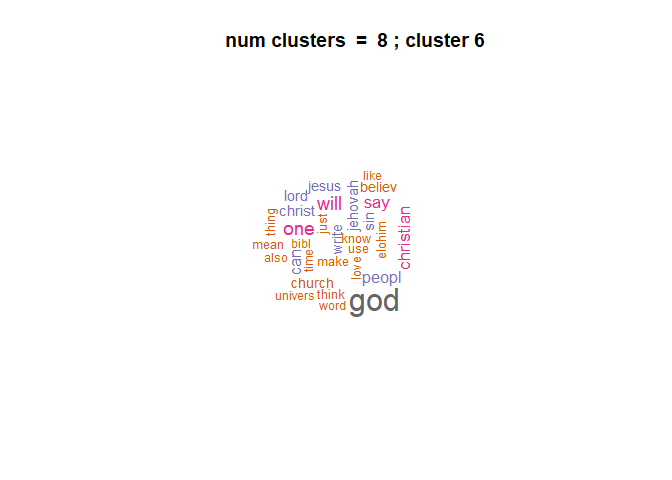 num clusters = 8 ; cluster 6
like
jesus
believ
lord
will
say
christ
jehovah
sin
christian
thing
one
just
write
elohim
mean
bibl
know
use
also
can
time
make
love
peopl
church
univers
think
god
word